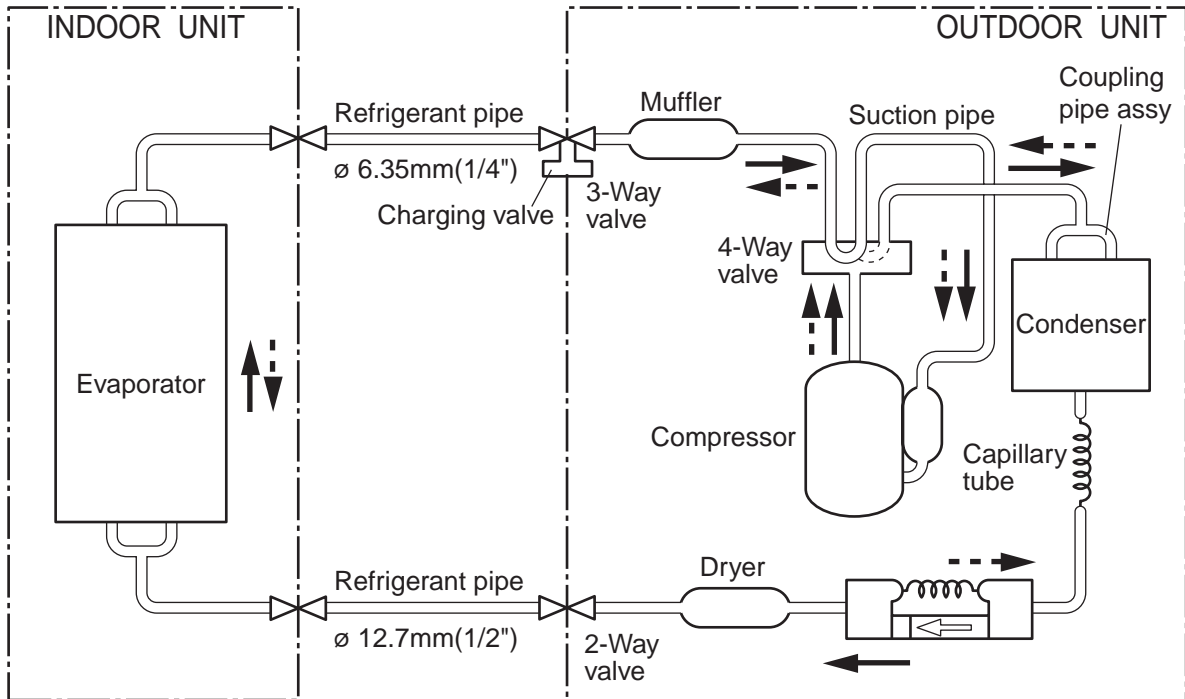 INDOOR UNIT
OUTDOOR UNIT
Refrigerant pipe
ø 6.35mm(1/4")
Charging valve
3-Way
valve
Muffler
Suction pipe
Coupling
pipe assy
4-Way
valve
Condenser
Evaporator
Compressor
Capillary
tube
Refrigerant pipe
ø 12.7mm(1/2")
2-Way
valve
Dryer